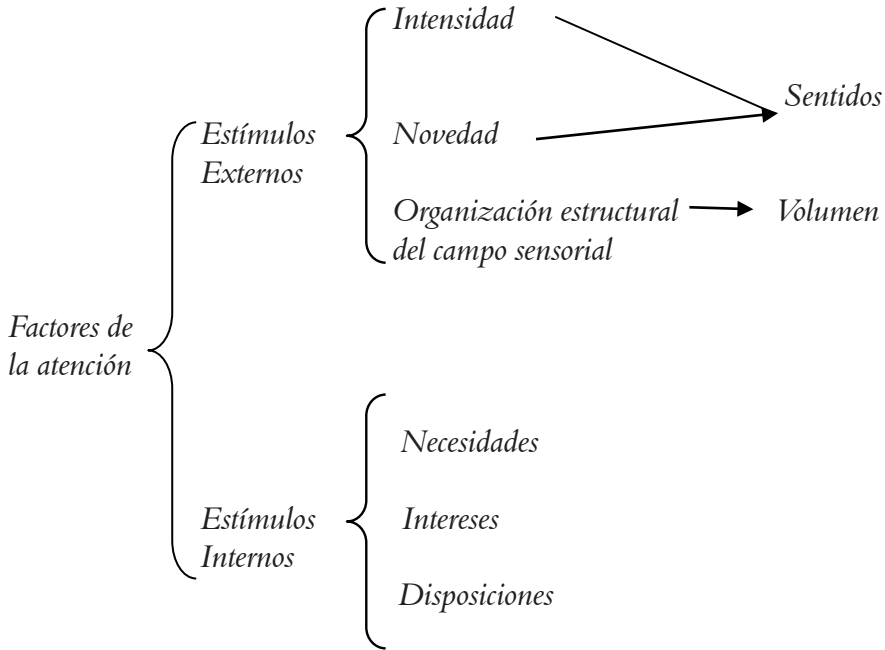 Intensidad
Sentidos
Estímulos
Externos
Novedad
Organización estructural
del campo sensorial
Volumen
Factores de
la atención
Necesidades
Estímulos
Internos
Intereses
Disposiciones